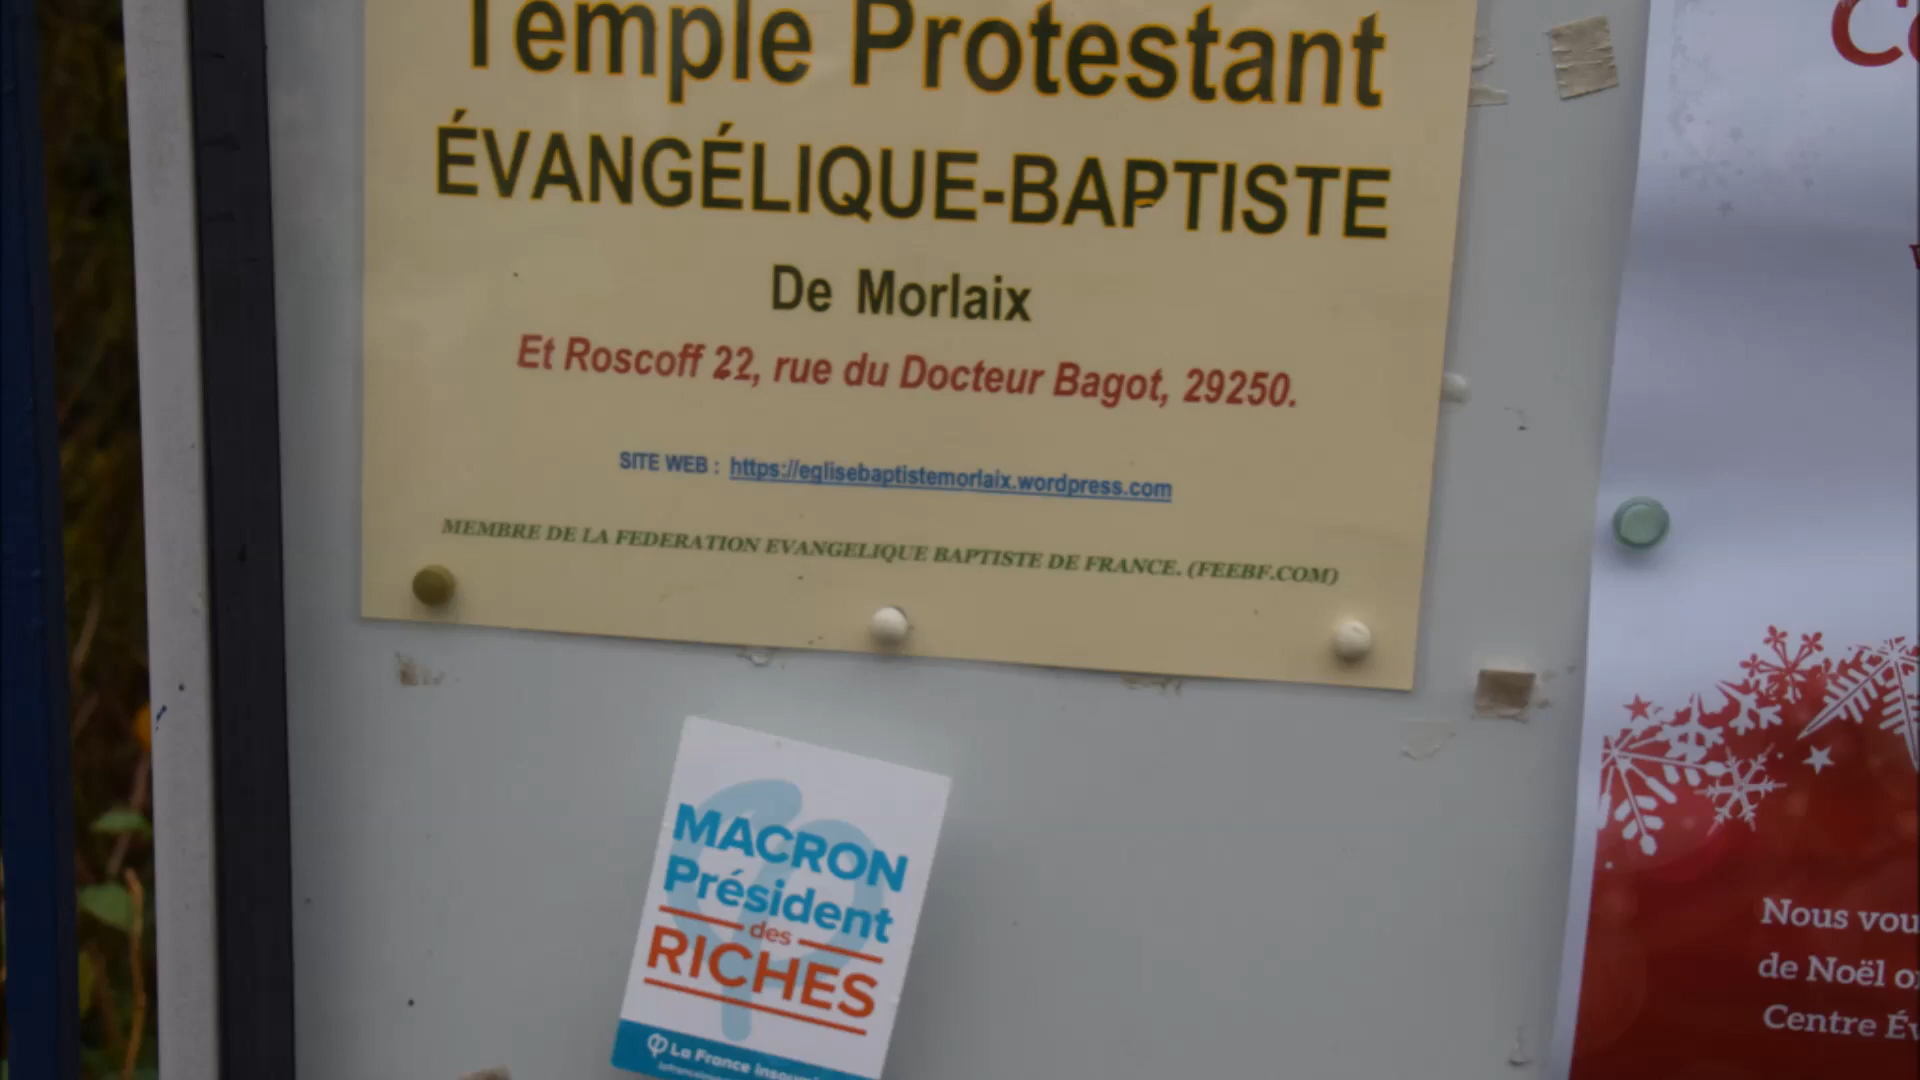 Temple Protestant
ÉVANGÉLIQUE-BAPTISTE
De Morlaix
Et Roscoff 22, rue du Docteur Bagot, 29250.
SITE WEB : https://eglisebaptistemorlaix.wordpress.com
MEMBRE DE LA FEDERATION EVANGELIQUE BAPTISTE DE FRANCE. (FEEBF.COM)
MACRON
Président
des
RICHES
La France insoumise
Nous vou
de Noël
Centre Év